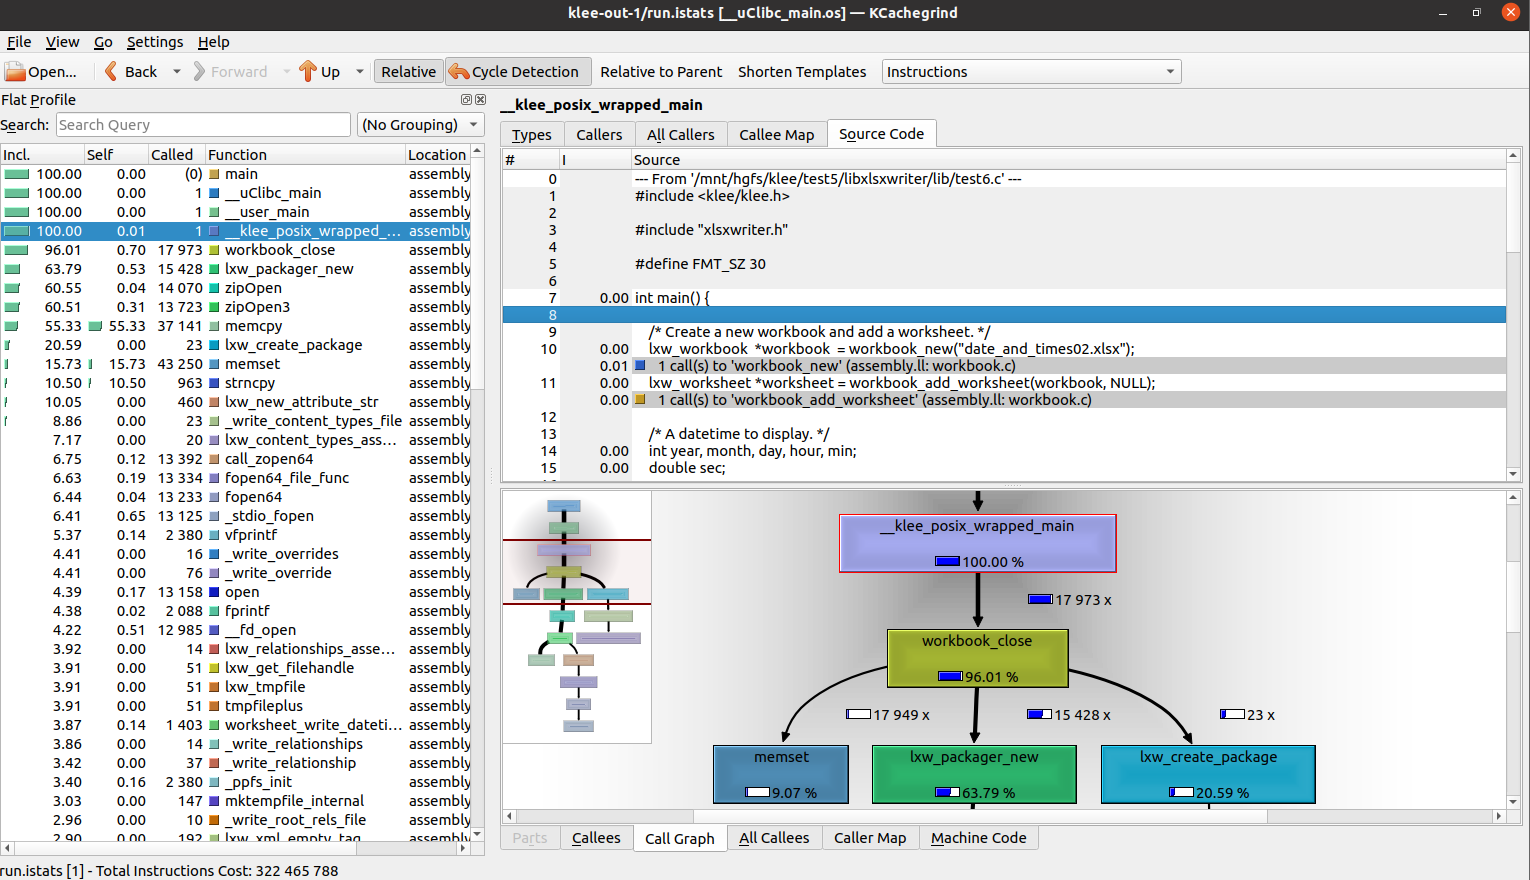 klee-out-1/run.istats [__uClibc_main.os] — KCachegrind
File View Go Settings Help
Open... Back Forward Up Relative Cycle Detection Relative to Parent Shorten Templates Instructions
Flat Profile
Search: Search Query (No Grouping)
Incl. Self Called Function Location
100.00 0.00 (0) main assembly
100.00 0.00 1 __uClibc_main assembly
100.00 0.00 1 __user_main assembly
100.00 0.01 1 __klee_posix_wrapped_... assembly
96.01 0.70 17 973 workbook_close assembly
63.79 0.53 15 428 lxw_packager_new assembly
60.55 0.04 14 070 zipOpen assembly
60.51 0.31 13 723 zipOpen3 assembly
55.33 55.33 37 141 memcpy assembly
20.59 0.00 23 lxw_create_package assembly
15.73 15.73 43 250 memset assembly
10.50 10.50 963 strncpy assembly
10.05 0.00 460 lxw_new_attribute_str assembly
8.86 0.00 23 _write_content_types_file assembly
7.17 0.00 20 lxw_content_types_ass... assembly
6.75 0.12 13 392 call_zopen64 assembly
6.63 0.19 13 334 fopen64_file_func assembly
6.44 0.04 13 233 fopen64 assembly
6.41 0.65 13 125 _stdio_fopen assembly
5.37 0.14 2 380 vfprintf assembly
4.41 0.00 16 _write_overrides assembly
4.41 0.00 76 _write_override assembly
4.39 0.17 13 158 open assembly
4.38 0.02 2 088 fprintf assembly
4.22 0.51 12 985 __fd_open assembly
3.92 0.00 14 lxw_relationships_asse... assembly
3.91 0.00 51 lxw_get_filehandle assembly
3.91 0.00 51 lxw_tmpfile assembly
3.91 0.00 51 tmpfileplus assembly
3.87 0.14 1 403 worksheet_write_dateti... assembly
3.86 0.00 14 _write_relationships assembly
3.42 0.00 37 _write_relationship assembly
3.40 0.16 2 380 _ppfs_init assembly
3.03 0.00 147 mktempfile_internal assembly
2.96 0.00 10 _write_root_rels_file assembly
2.90 0.00 192 lxw_xml_empty_tag assembly
run.istats [1] - Total Instructions Cost: 322 465 788
__klee_posix_wrapped_main
Types Callers All Callers Callee Map Source Code
# I Source
0 --- From '/mnt/hgfs/klee/test5/libxlsxwriter/lib/test6.c' ---
1 #include <klee/klee.h>
2
3 #include "xlsxwriter.h"
4
5 #define FMT_SZ 30
6
7 0.00 int main() {
8
9 /* Create a new workbook and add a worksheet. */
10 0.00 lxw_workbook *workbook = workbook_new("date_and_times02.xlsx");
0.01 1 call(s) to 'workbook_new' (assembly.ll: workbook.c)
11 0.00 lxw_worksheet *worksheet = workbook_add_worksheet(workbook, NULL);
0.00 1 call(s) to 'workbook_add_worksheet' (assembly.ll: workbook.c)
12
13 /* A datetime to display. */
14 0.00 int year, month, day, hour, min;
15 0.00 double sec;
__klee_posix_wrapped_main
100.00 %
17 973 x
workbook_close
96.01 %
17 949 x 15 428 x 23 x
memset lxw_packager_new lxw_create_package
9.07 % 63.79 % 20.59 %
Parts Callees Call Graph All Callees Caller Map Machine Code